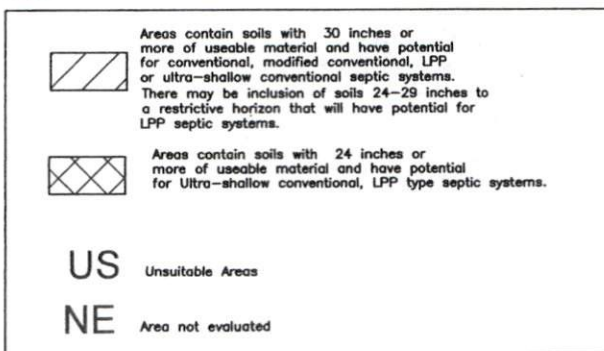 Areas contain soils with 30 inches or
more of useable material and have potential
for conventional, modified conventional, LPP
or ultra-shallow conventional septic systems.
There may be inclusion of soils 24-29 inches to
a restrictive horizon that will have potential for
LPP septic systems.
Areas contain soils with 24 inches or
more of useable material and have potential
for Ultra-shallow conventional, LPP type septic systems.
US Unsuitable Areas
NE Area not evaluated